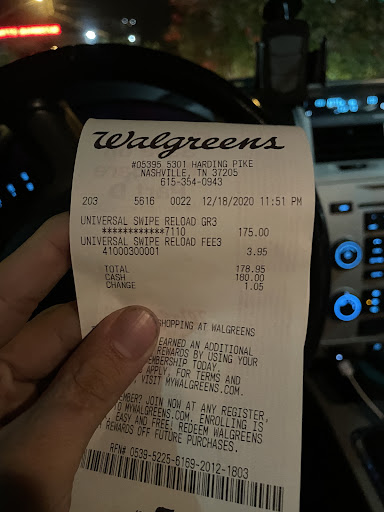 Walgreens
#05395 5301 HARDING PIKE
NASHVILLE, TN 37205
615-354-0943
203 5616 0022 12/18/2020 11:51 PM
UNIVERSAL SWIPE RELOAD GR3
************7110 175.00
UNIVERSAL SWIPE RELOAD FEE3
41000300001 3.95
TOTAL 178.95
CASH 180.00
CHANGE 1.05
SHOPPING AT WALGREENS
EARNED AN ADDITIONAL
REWARDS BY USING YOUR
MEMBERSHIP TODAY.
APPLY, FOR TERMS AND
VISIT MYWALGREENS.COM.
JOIN NOW AT ANY REGISTER,
MYWALGREENS.COM. ENROLLING IS
EASY AND FREE. REDEEM WALGREENS
REWARDS OFF FUTURE PURCHASES.
RFN# 0539-5225-6169-2012-1803